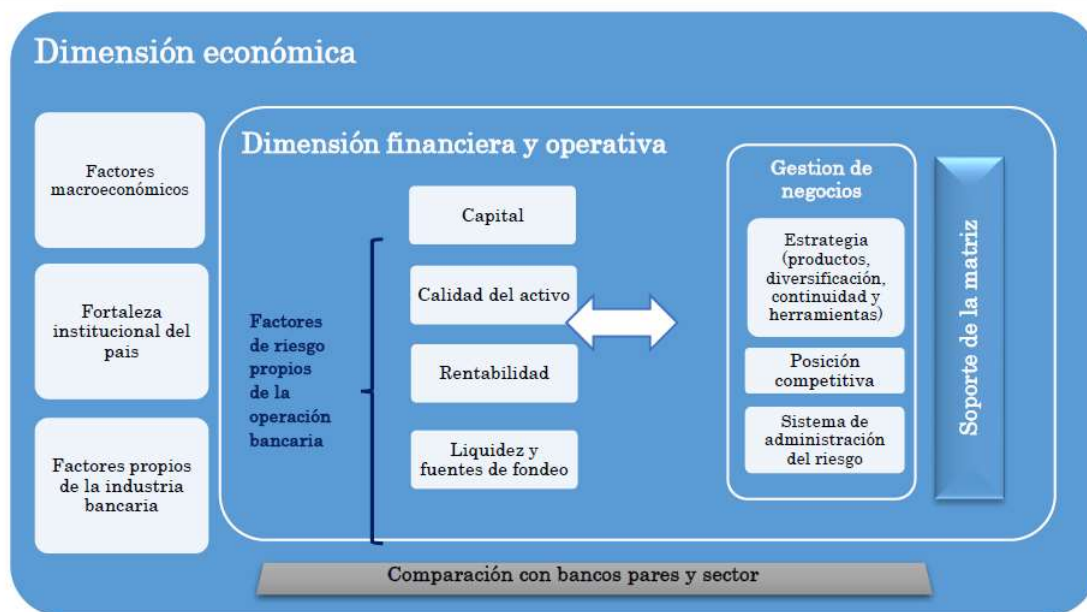 Dimensión económica
Factores
macroeconómicos
Fortaleza
institucional del
pais
Factores propios
de la industria
bancaria
Dimensión financiera y operativa
Factores
de riesgo
propios
de la
operación
bancaria
Capital
Calidad del activo
Rentabilidad
Liquidez y
fuentes de fondeo
Gestion de
negocios
Estrategia
(productos,
diversificación,
continuidad y
herramientas)
Posición
competitiva
Sistema de
administración
del riesgo
Soporte de la matriz
Comparación con bancos pares y sector